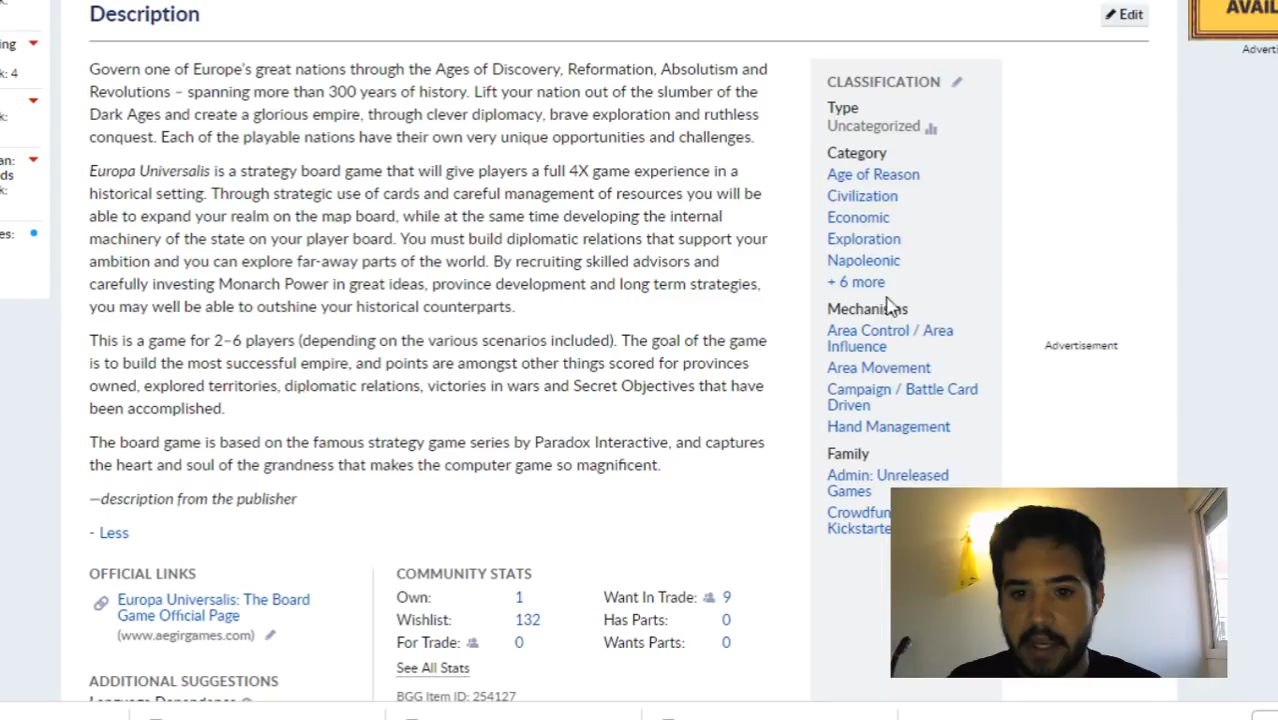 Description
Edit
AVAIL
Adverti
ing
k: 4
k:
an:
ds
k:
es:
Govern one of Europe's great nations through the Ages of Discovery, Reformation, Absolutism and
Revolutions – spanning more than 300 years of history. Lift your nation out of the slumber of the
Dark Ages and create a glorious empire, through clever diplomacy, brave exploration and ruthless
conquest. Each of the playable nations have their own very unique opportunities and challenges.
Europa Universalis is a strategy board game that will give players a full 4X game experience in a
historical setting. Through strategic use of cards and careful management of resources you will be
able to expand your realm on the map board, while at the same time developing the internal
machinery of the state on your player board. You must build diplomatic relations that support your
ambition and you can explore far-away parts of the world. By recruiting skilled advisors and
carefully investing Monarch Power in great ideas, province development and long term strategies,
you may well be able to outshine your historical counterparts.
This is a game for 2–6 players (depending on the various scenarios included). The goal of the game
is to build the most successful empire, and points are amongst other things scored for provinces
owned, explored territories, diplomatic relations, victories in wars and Secret Objectives that have
been accomplished.
The board game is based on the famous strategy game series by Paradox Interactive, and captures
the heart and soul of the grandness that makes the computer game so magnificent.
—description from the publisher
- Less
CLASSIFICATION
Type
Uncategorized
Category
Age of Reason
Civilization
Economic
Exploration
Napoleonic
+ 6 more
Mechanisms
Area Control / Area
Influence
Area Movement
Campaign / Battle Card
Driven
Hand Management
Family
Admin: Unreleased
Games
Crowdfun
Kickstarte
Advertisement
OFFICIAL LINKS
Europa Universalis: The Board
Game Official Page
(www.aegirgames.com)
ADDITIONAL SUGGESTIONS
Language Dependence
COMMUNITY STATS
Own: 1
Wishlist: 132
For Trade: 0
See All Stats
BGG Item ID: 254127
Want In Trade: 9
Has Parts: 0
Wants Parts: 0